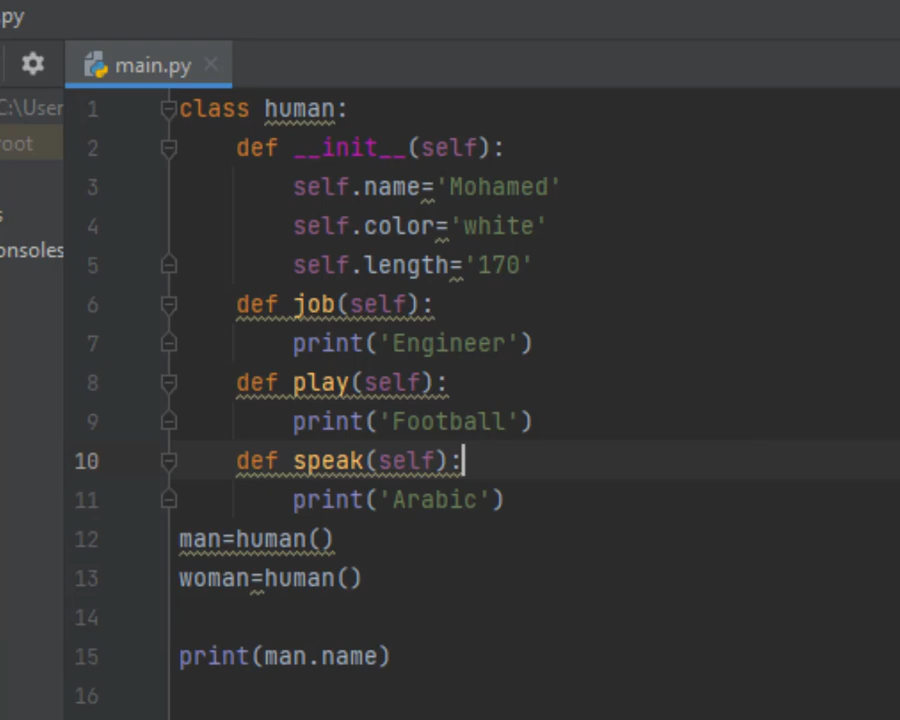 .py
main.py
C:\User
root
onsoles
1 class human:
2     def __init__(self):
3         self.name='Mohamed'
4         self.color='white'
5         self.length='170'
6     def job(self):
7         print('Engineer')
8     def play(self):
9         print('Football')
10     def speak(self):
11         print('Arabic')
12 man=human()
13 woman=human()
14
15 print(man.name)
16